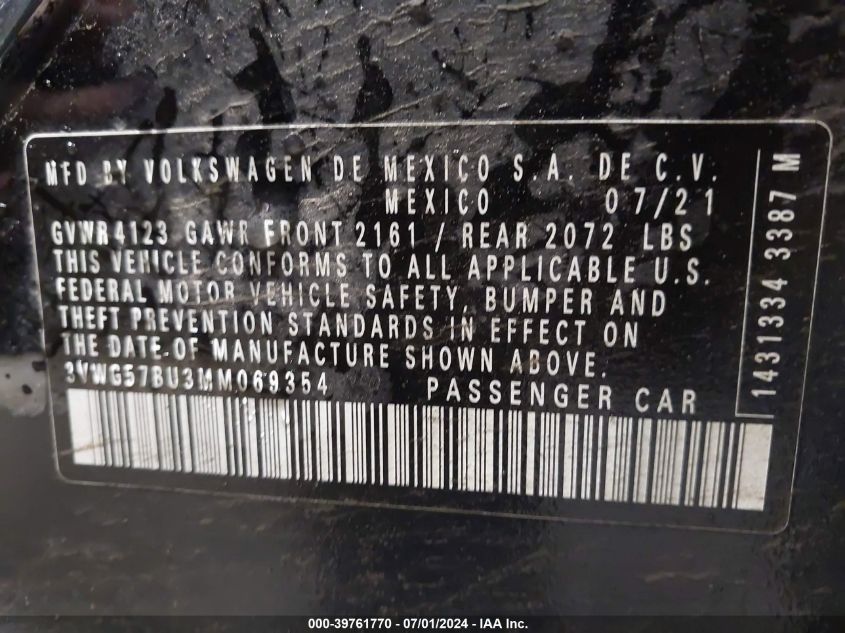 MFD BY VOLKSWAGEN DE MEXICO S.A. DE C.V.
MEXICO 07/21
GVWR4123 GAWR FRONT 2161 / REAR 2072 LBS
THIS VEHICLE CONFORMS TO ALL APPLICABLE U.S.
FEDERAL MOTOR VEHICLE SAFETY, BUMPER AND
THEFT PREVENTION STANDARDS IN EFFECT ON
THE DATE OF MANUFACTURE SHOWN ABOVE.
3VWG57BU3MM069354 PASSENGER CAR
1431334 3387 M
000-39761770 - 07/01/2024 - IAA Inc.